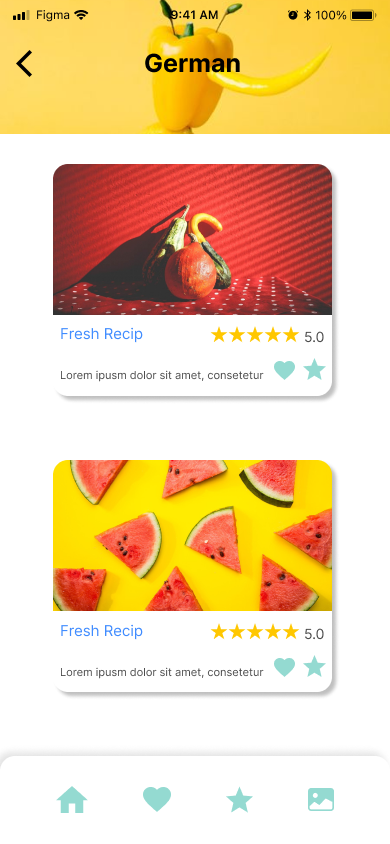 Figma 9:41 AM 100%
German
Fresh Recip 5.0
Lorem ipusm dolor sit amet, consetetur
Fresh Recip 5.0
Lorem ipusm dolor sit amet, consetetur